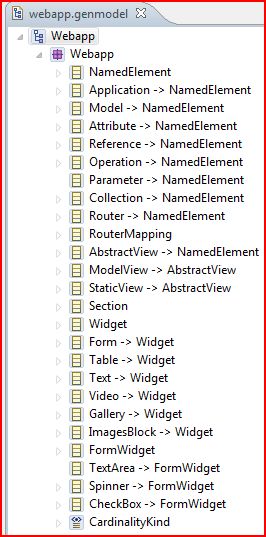 webapp.genmodel
Webapp
Webapp
NamedElement
Application -> NamedElement
Model -> NamedElement
Attribute -> NamedElement
Reference -> NamedElement
Operation -> NamedElement
Parameter -> NamedElement
Collection -> NamedElement
Router -> NamedElement
RouterMapping
AbstractView -> NamedElement
ModelView -> AbstractView
StaticView -> AbstractView
Section
Widget
Form -> Widget
Table -> Widget
Text -> Widget
Video -> Widget
Gallery -> Widget
ImagesBlock -> Widget
FormWidget
TextArea -> FormWidget
Spinner -> FormWidget
CheckBox -> FormWidget
CardinalityKind